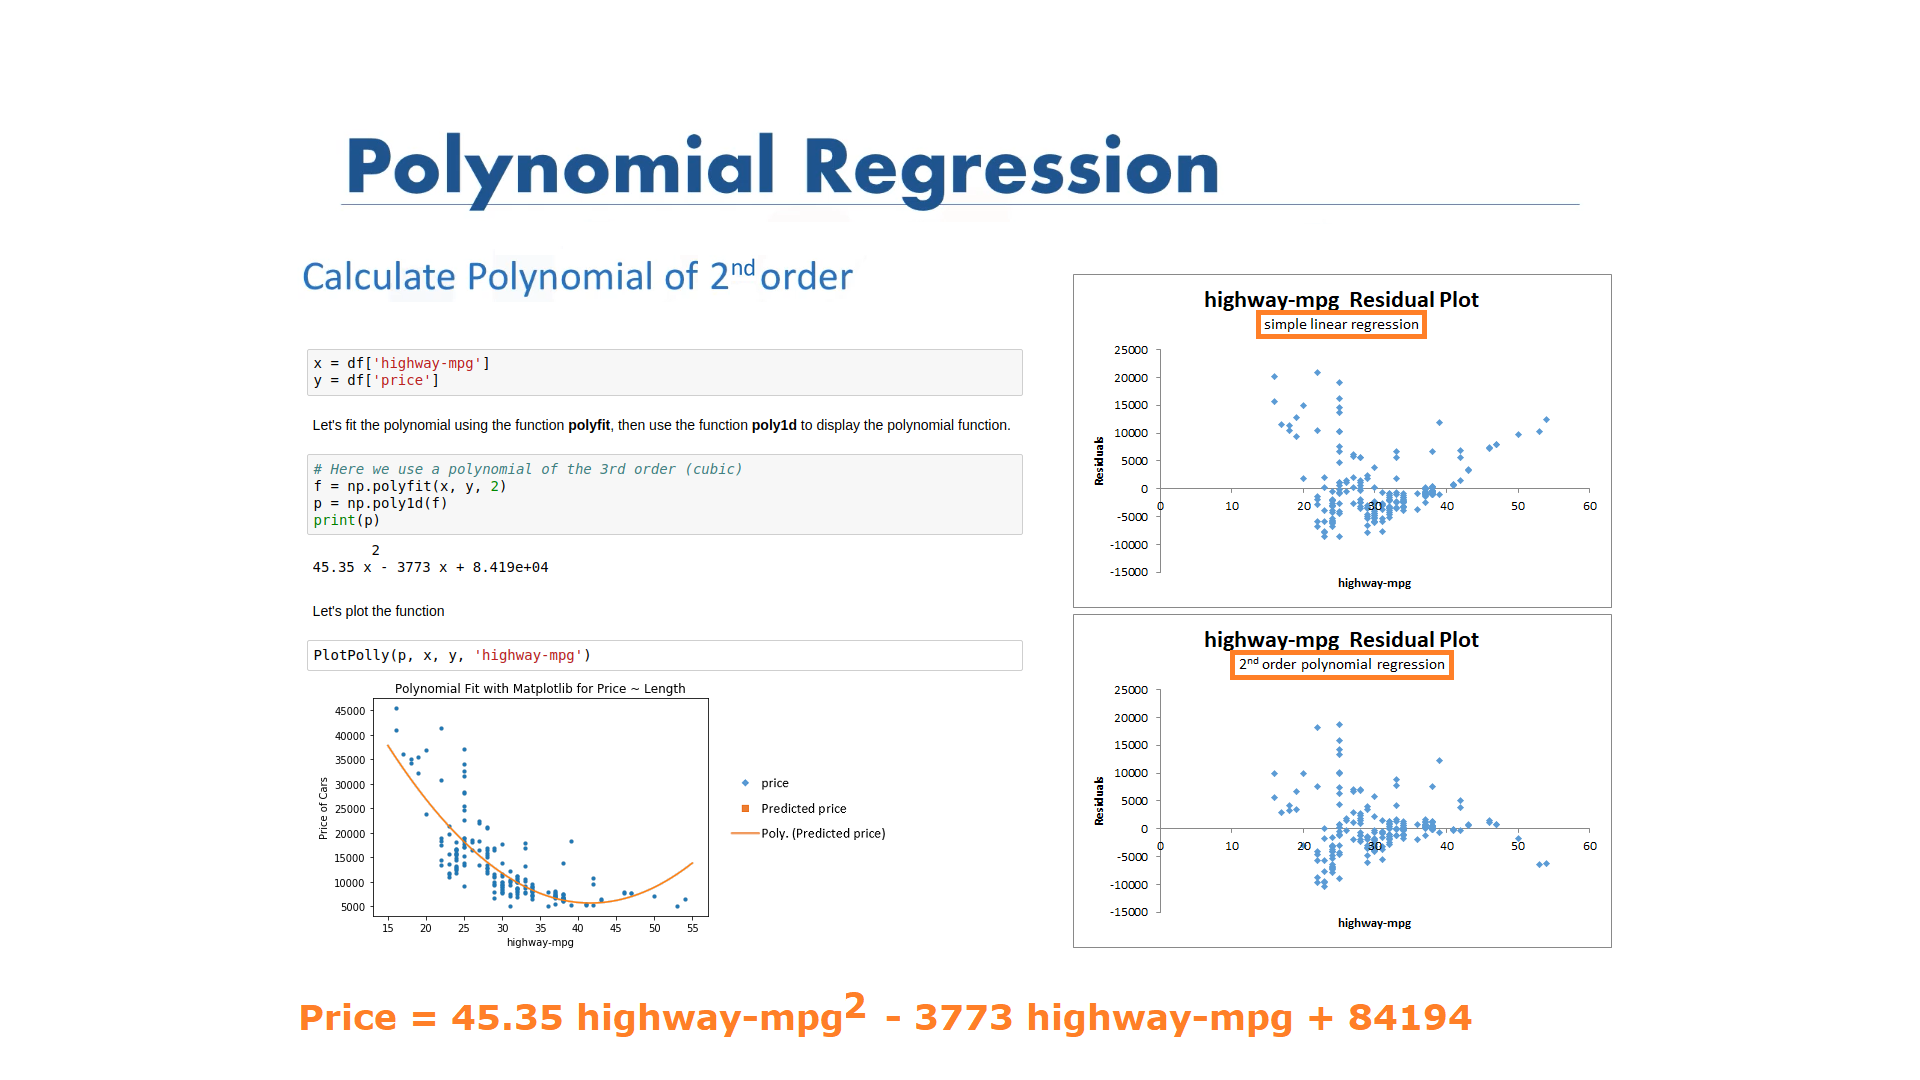 Polynomial Regression
Calculate Polynomial of 2nd order
x = df['highway-mpg']
y = df['price']
Let's fit the polynomial using the function polyfit, then use the function poly1d to display the polynomial function.
# Here we use a polynomial of the 3rd order (cubic)
f = np.polyfit(x, y, 2)
p = np.poly1d(f)
print(p)
2
45.35 x - 3773 x + 8.419e+04
Let's plot the function
PlotPolly(p, x, y, 'highway-mpg')
Polynomial Fit with Matplotlib for Price ~ Length
Price of Cars
45000
40000
35000
30000
25000
20000
15000
10000
5000
15 20 25 30 35 40 45 50 55
highway-mpg
price
Predicted price
Poly. (Predicted price)
highway-mpg Residual Plot
simple linear regression
Residuals
25000
20000
15000
10000
5000
0
-5000
-10000
-15000
0 10 20 30 40 50 60
highway-mpg
highway-mpg Residual Plot
2nd order polynomial regression
Residuals
25000
20000
15000
10000
5000
0
-5000
-10000
-15000
0 10 20 30 40 50 60
highway-mpg
Price = 45.35 highway-mpg2 - 3773 highway-mpg + 84194